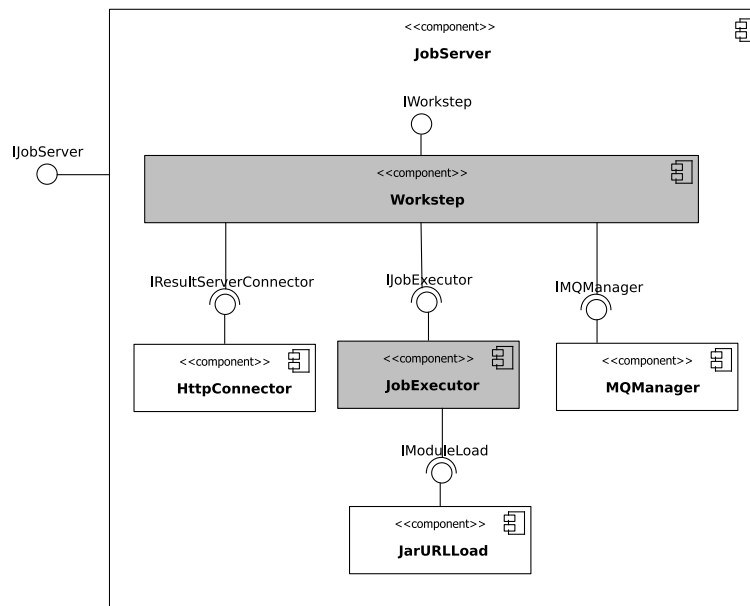 <<component>>
JobServer
IWorkstep
IJobServer
<<component>>
Workstep
IResultServerConnector
IJobExecutor
IMQManager
<<component>>
HttpConnector
<<component>>
JobExecutor
<<component>>
MQManager
IModuleLoad
<<component>>
JarURLLoad